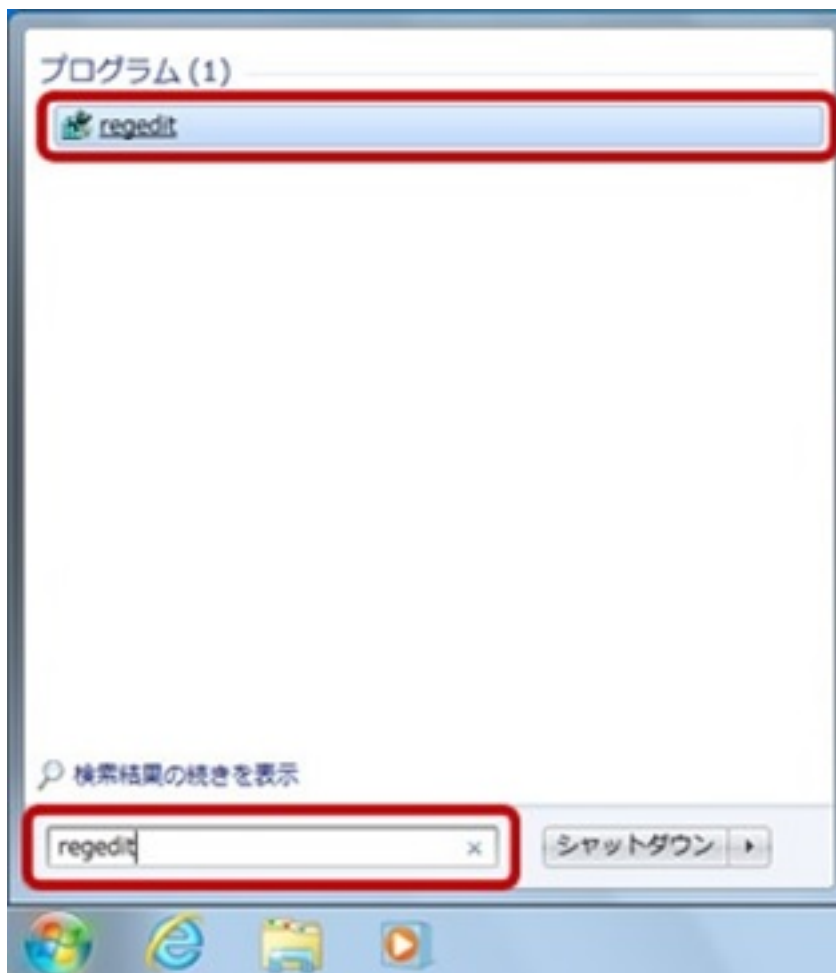 プログラム (1)
regedit
検索結果の続きを表示
regedit
シャットダウン